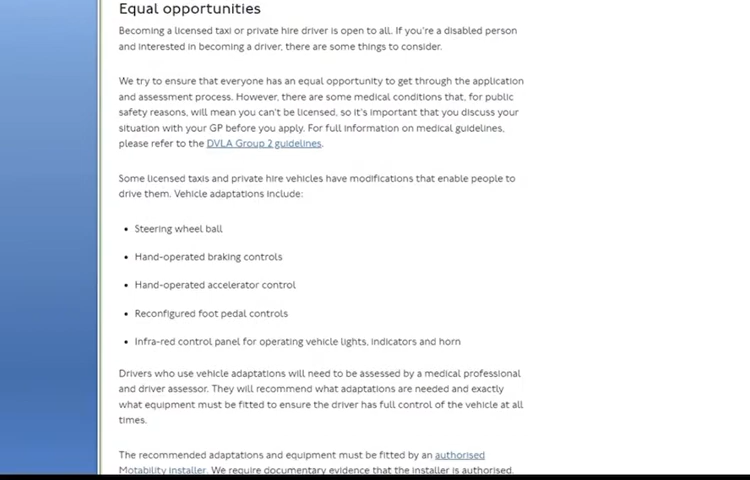 Equal opportunities
Becoming a licensed taxi or private hire driver is open to all. If you're a disabled person
and interested in becoming a driver, there are some things to consider.
We try to ensure that everyone has an equal opportunity to get through the application
and assessment process. However, there are some medical conditions that, for public
safety reasons, will mean you can't be licensed, so it's important that you discuss your
situation with your GP before you apply. For full information on medical guidelines,
please refer to the DVLA Group 2 guidelines.
Some licensed taxis and private hire vehicles have modifications that enable people to
drive them. Vehicle adaptations include:
• Steering wheel ball
• Hand-operated braking controls
• Hand-operated accelerator control
• Reconfigured foot pedal controls
• Infra-red control panel for operating vehicle lights, indicators and horn
Drivers who use vehicle adaptations will need to be assessed by a medical professional
and driver assessor. They will recommend what adaptations are needed and exactly
what equipment must be fitted to ensure the driver has full control of the vehicle at all
times.
The recommended adaptations and equipment must be fitted by an authorised
Motability installer. We require documentary evidence that the installer is authorised.